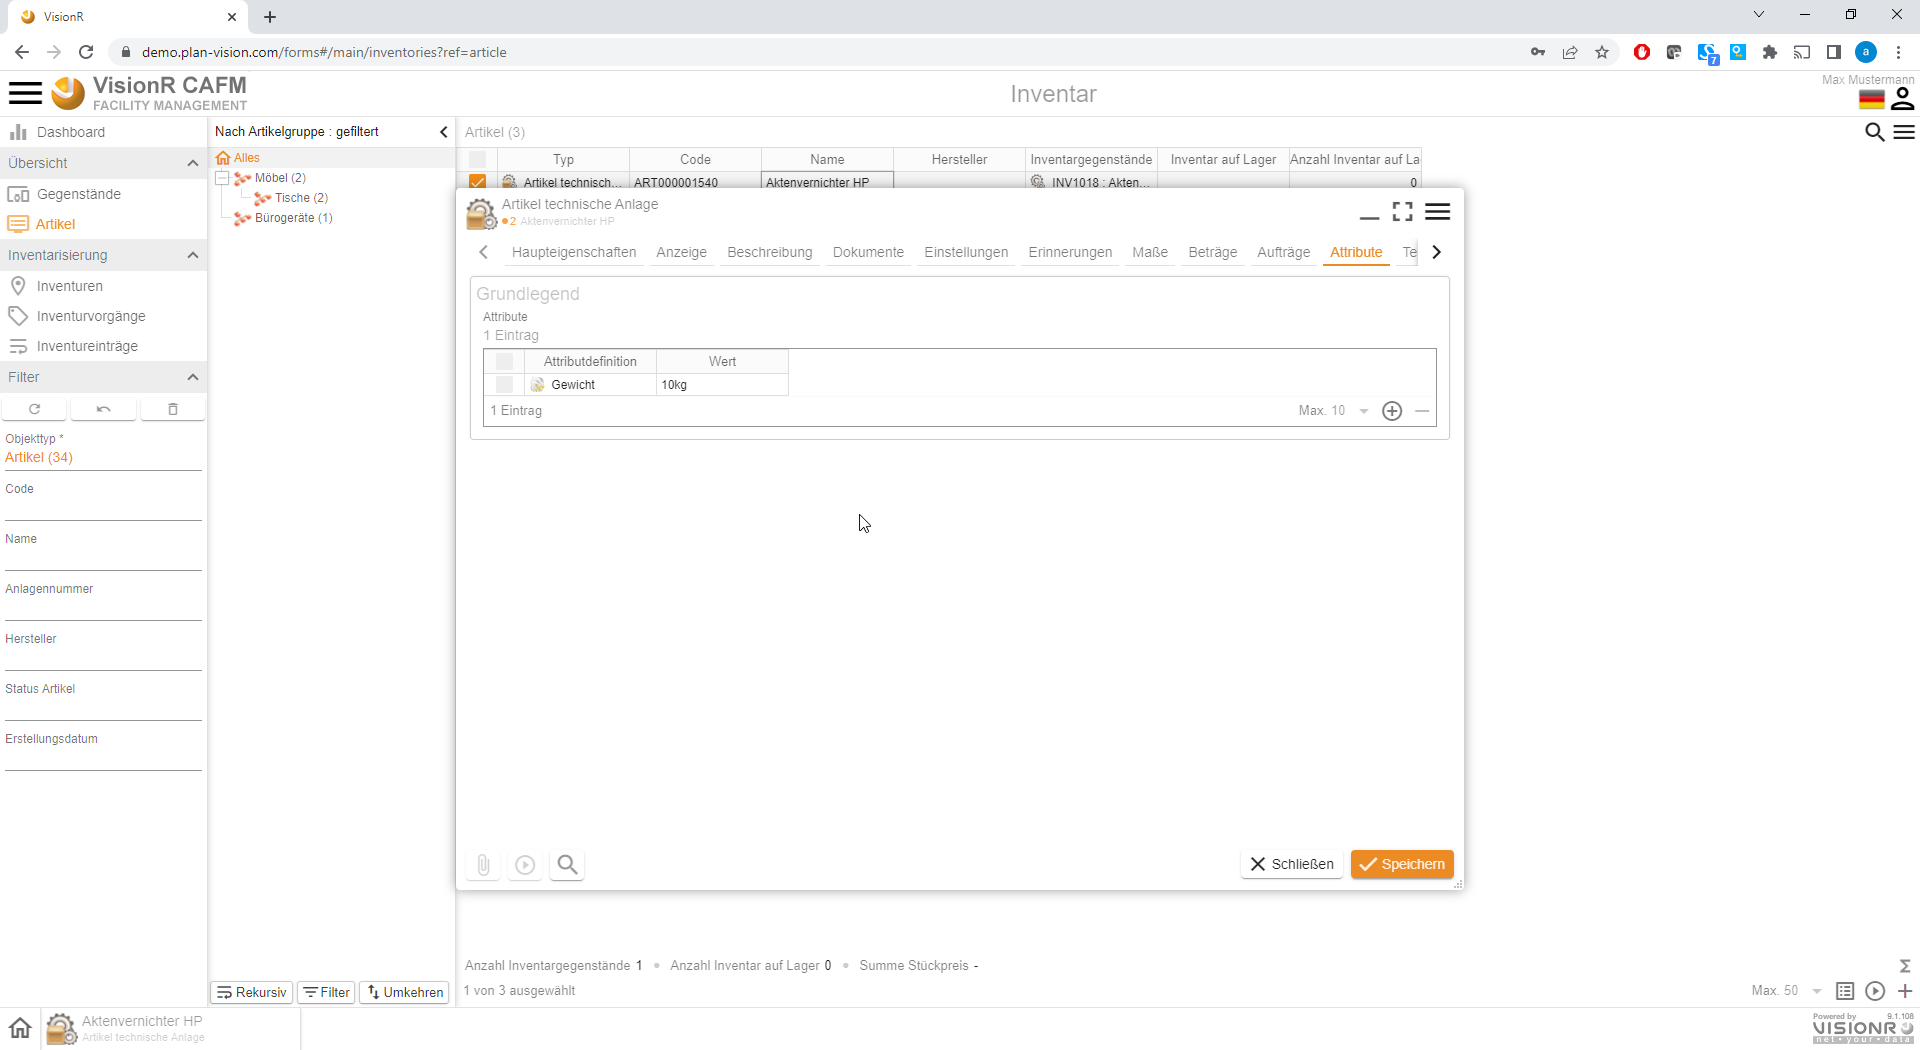 VisionR
demo.plan-vision.com/forms#/main/inventories?ref=article
7
a
VisionR CAFM
FACILITY MANAGEMENT
Inventar
Max Mustermann
Dashboard
Übersicht
Gegenstände
Artikel
Inventarisierung
Inventuren
Inventurvorgänge
Inventureinträge
Filter
Objekttyp *
Artikel (34)
Code
Name
Anlagennummer
Hersteller
Status Artikel
Erstellungsdatum
Nach Artikelgruppe : gefiltert
Alles
Möbel (2)
Tische (2)
Bürogeräte (1)
Rekursiv
Filter
Umkehren
Artikel (3)
Typ Code Name Hersteller Inventargegenstände Inventar auf Lager Anzahl Inventar auf La
Artikel technisch... ART000001540 Aktenvernichter HP INV1018 : Akten... 0
Artikel technische Anlage
2 Aktenvernichter HP
Haupteigenschaften Anzeige Beschreibung Dokumente Einstellungen Erinnerungen Maße Beträge Aufträge Attribute Te
Grundlegend
Attribute
1 Eintrag
Attributdefinition Wert
Gewicht 10kg
1 Eintrag Max. 10
Schließen Speichern
Anzahl Inventargegenstände 1 • Anzahl Inventar auf Lager 0 • Summe Stückpreis -
1 von 3 ausgewählt
Max. 50
Aktenvernichter HP
Artikel technische Anlage
Powered by 9.1.108
VISIONR
net • your • data